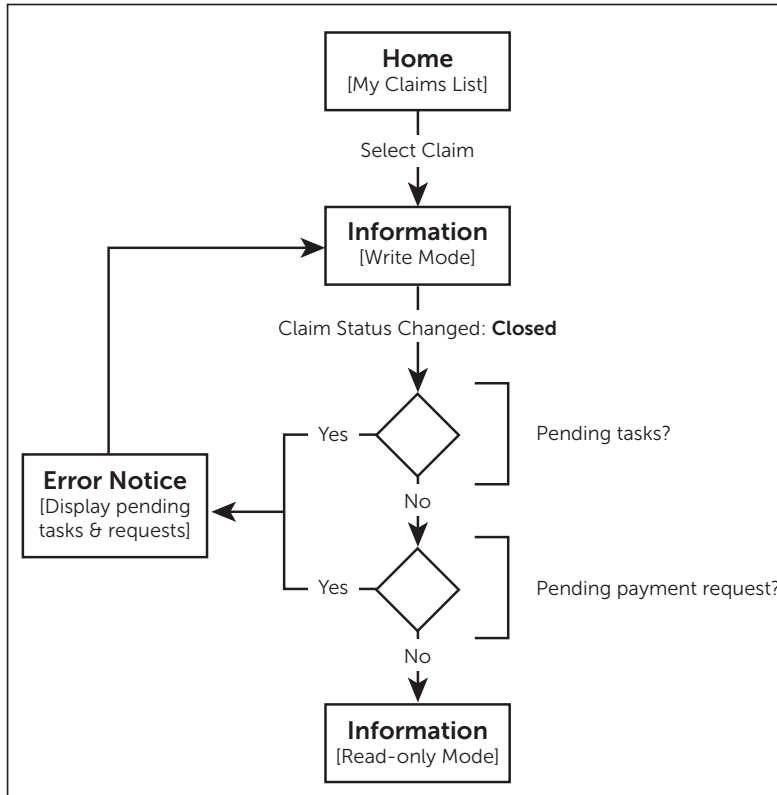 Home
[My Claims List]
Select Claim
Information
[Write Mode]
Claim Status Changed: Closed
Yes
Pending tasks?
Error Notice
[Display pending
tasks & requests]
No
Yes
Pending payment request?
No
Information
[Read-only Mode]